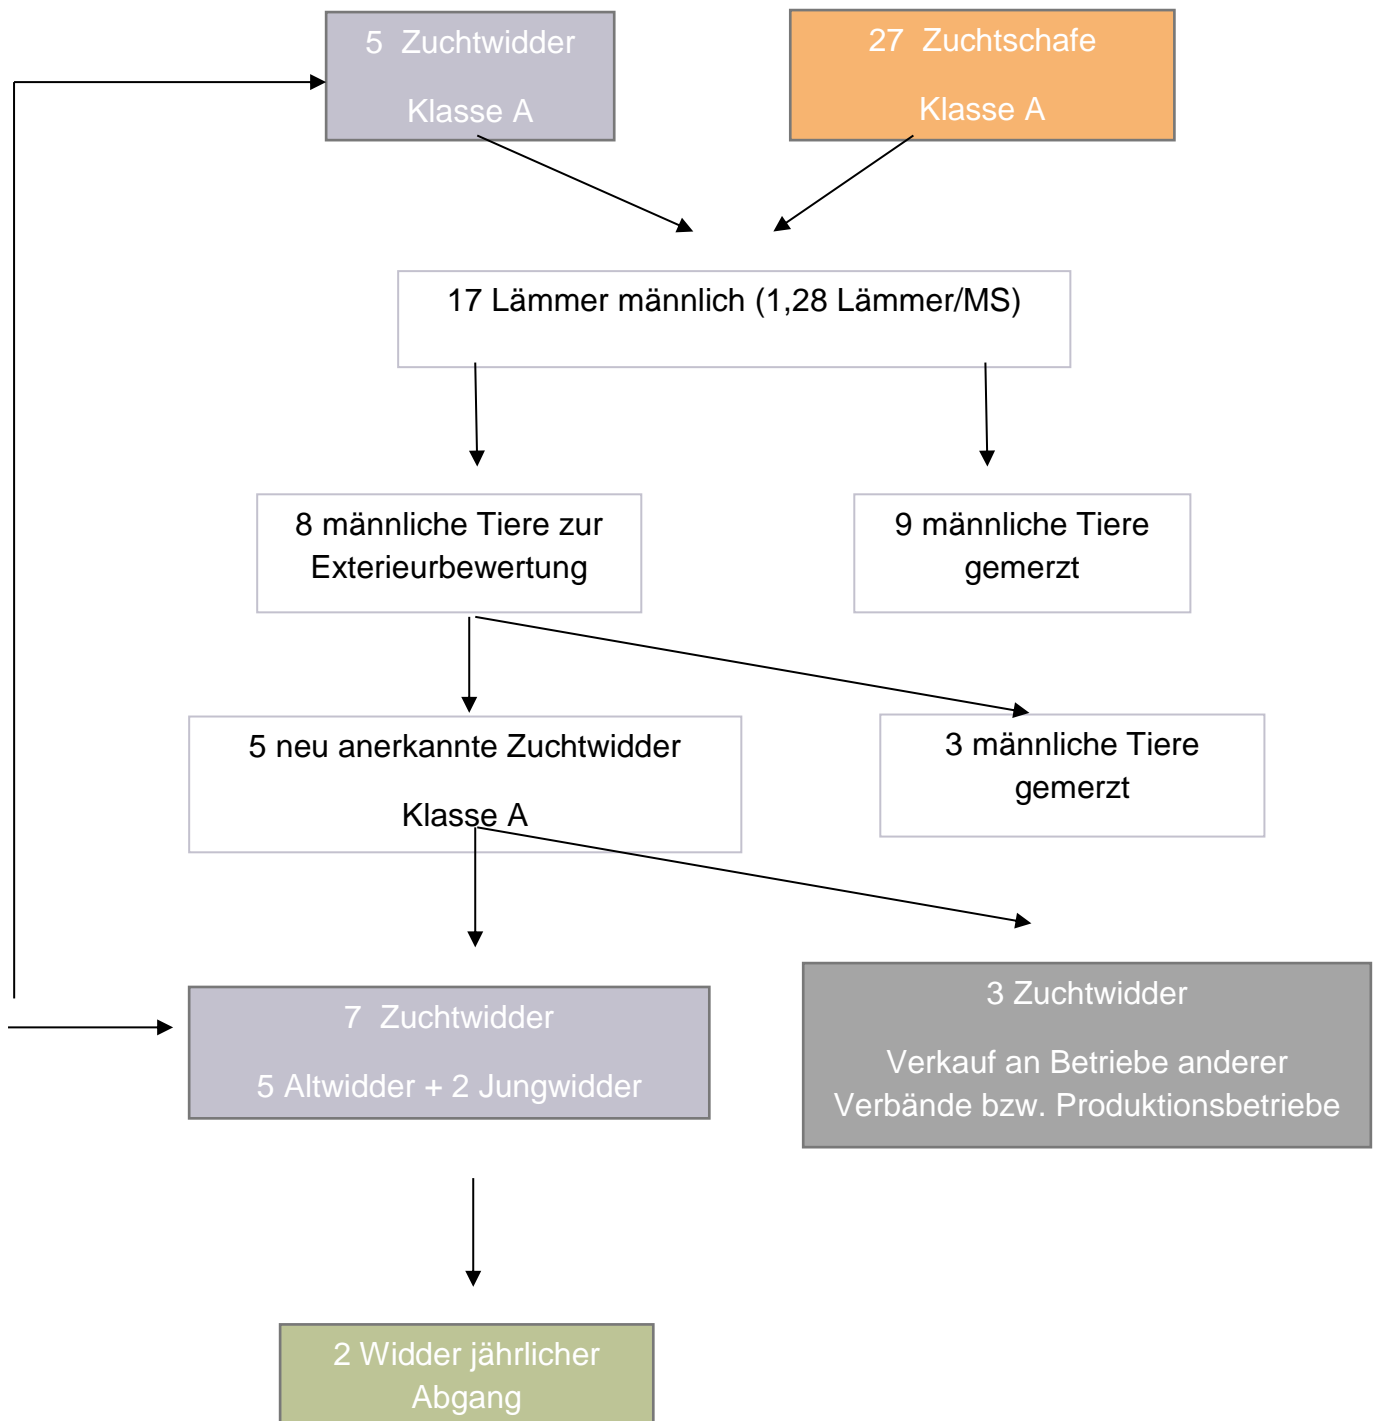 5 Zuchtwidder
Klasse A
27 Zuchtschafe
Klasse A
17 Lämmer männlich (1,28 Lämmer/MS)
8 männliche Tiere zur
Exterieurbewertung
9 männliche Tiere
gemerzt
5 neu anerkannte Zuchtwidder
Klasse A
3 männliche Tiere
gemerzt
7 Zuchtwidder
5 Altwidder + 2 Jungwidder
3 Zuchtwidder
Verkauf an Betriebe anderer
Verbände bzw. Produktionsbetriebe
2 Widder jährlicher
Abgang